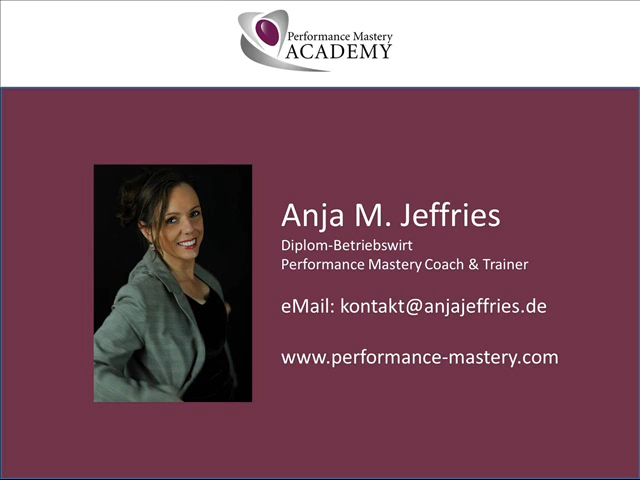 Performance Mastery
ACADEMY
Anja M. Jeffries
Diplom-Betriebswirt
Performance Mastery Coach & Trainer
eMail: kontakt@anjajeffries.de
www.performance-mastery.com